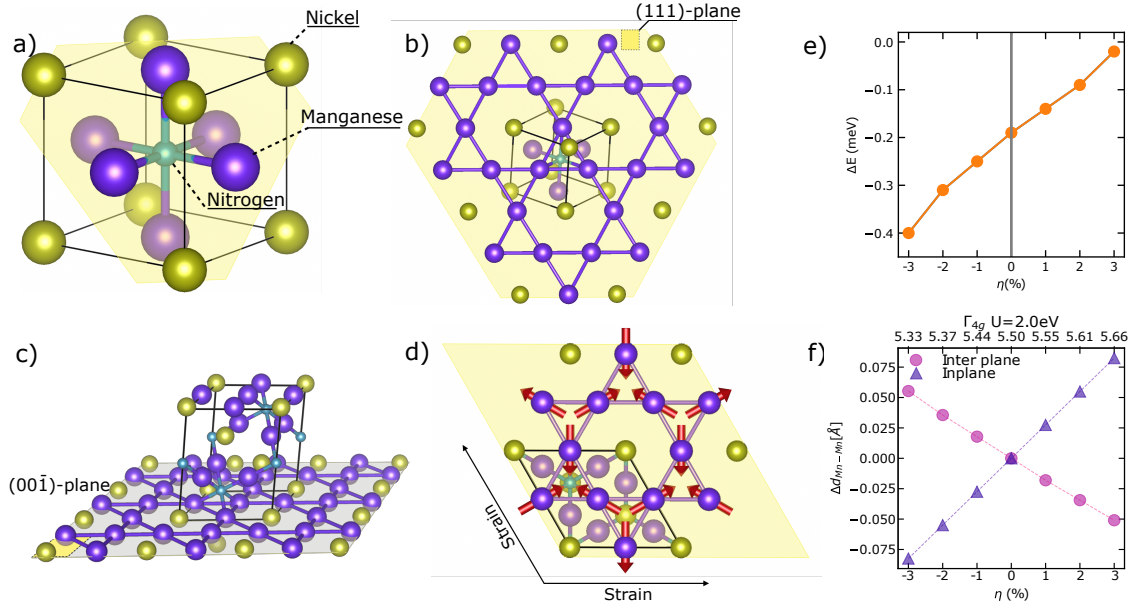 a)
Nickel
Manganese
Nitrogen
b)
(111)-plane
c)
(001̄)-plane
d)
Strain
Strain
e)
0.0
-0.1
-0.2
-0.3
-0.4
ΔE (meV)
-3 -2 -1 0 1 2 3
η(%)
f)
Γ4g U=2.0eV
5.33 5.37 5.44 5.50 5.55 5.61 5.66
Inter plane
Inplane
0.075
0.050
0.025
0.000
−0.025
−0.050
−0.075
Δd Mn−Mn[Å]
-3 -2 -1 0 1 2 3
η (%)